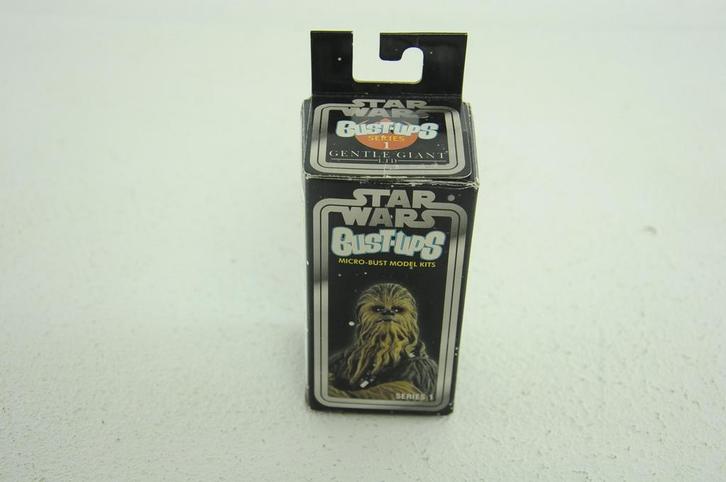 STAR
WARS
BUST-UPS
SERIES
1
GENTLE GIANT
LTD
STAR
WARS
BUST-UPS
MICRO-BUST MODEL KITS
SERIES 1